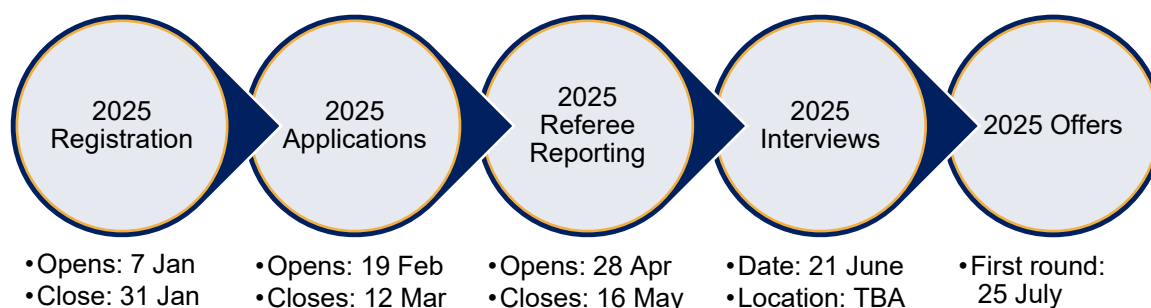 2025
Registration
2025
Applications
2025
Referee
Reporting
2025
Interviews
2025 Offers
•Opens: 7 Jan
•Close: 31 Jan
•Opens: 19 Feb
•Closes: 12 Mar
•Opens: 28 Apr
•Closes: 16 May
•Date: 21 June
•Location: TBA
•First round:
25 July